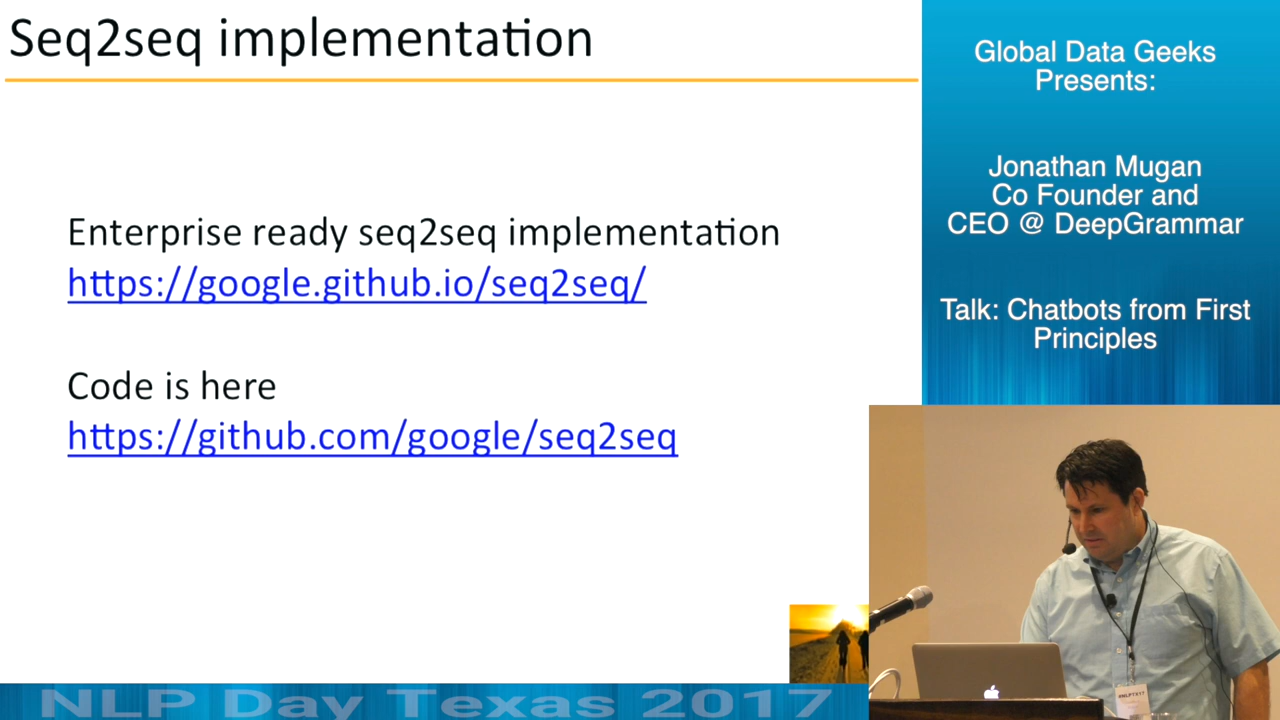 Seq2seq implementation
Enterprise ready seq2seq implementation
https://google.github.io/seq2seq/
Code is here
https://github.com/google/seq2seq
Global Data Geeks
Presents:
Jonathan Mugan
Co Founder and
CEO @ DeepGrammar
Talk: Chatbots from First
Principles
#NLPTX17
NLP Day Texas 2017